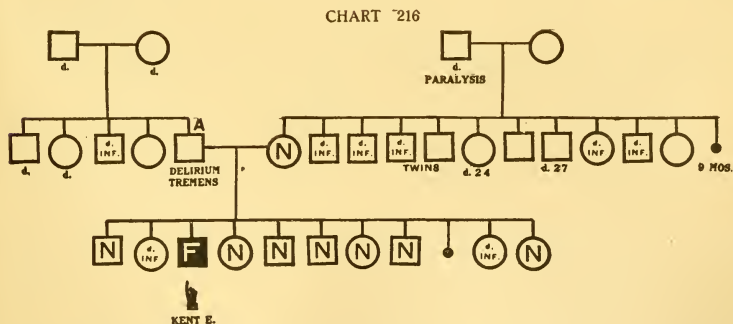 CHART 216
d. d. d.
PARALYSIS
A
N d. INF. d. INF. d. INF. d. INF. d. INF. d. INF.
d. d. DELIRIUM TREMENS TWINS d. 24 d. 27 9 MOS.
N d. INF F N N N N N d. INF N
KENT E.